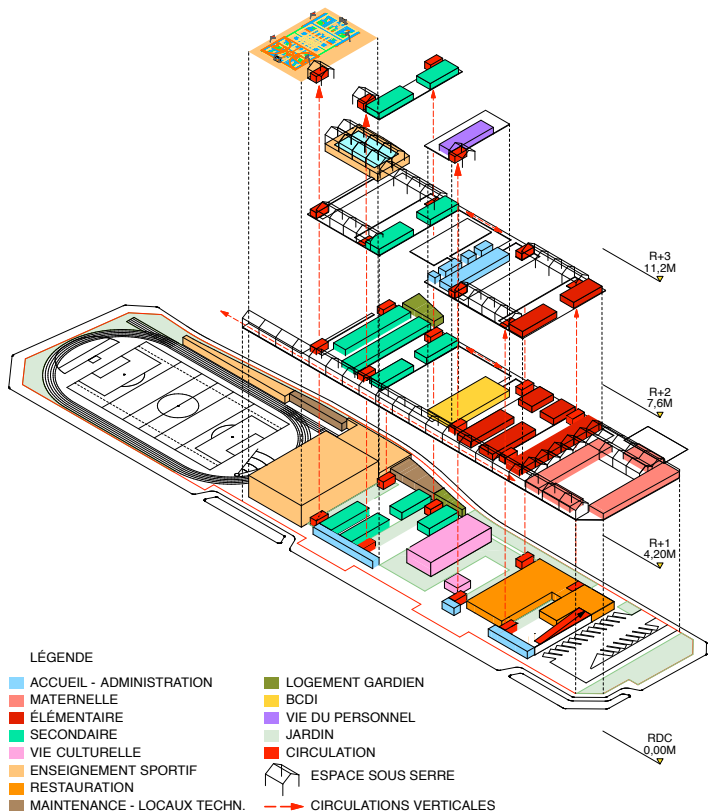 R+3
11,2M
R+2
7,6M
R+1
4,20M
RDC
0,00M
LÉGENDE
ACCUEIL - ADMINISTRATION
MATERNELLE
ÉLÉMENTAIRE
SECONDAIRE
VIE CULTURELLE
ENSEIGNEMENT SPORTIF
RESTAURATION
MAINTENANCE - LOCAUX TECHN.
LOGEMENT GARDIEN
BCDI
VIE DU PERSONNEL
JARDIN
CIRCULATION
ESPACE SOUS SERRE
CIRCULATIONS VERTICALES